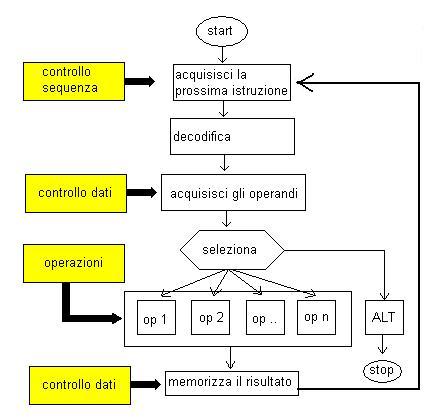 start
controllo
sequenza
acquisisci la
prossima istruzione
decodifica
controllo dati
acquisisci gli operandi
seleziona
operazioni
op 1
op 2
op ..
op n
ALT
stop
controllo dati
memorizza il risultato